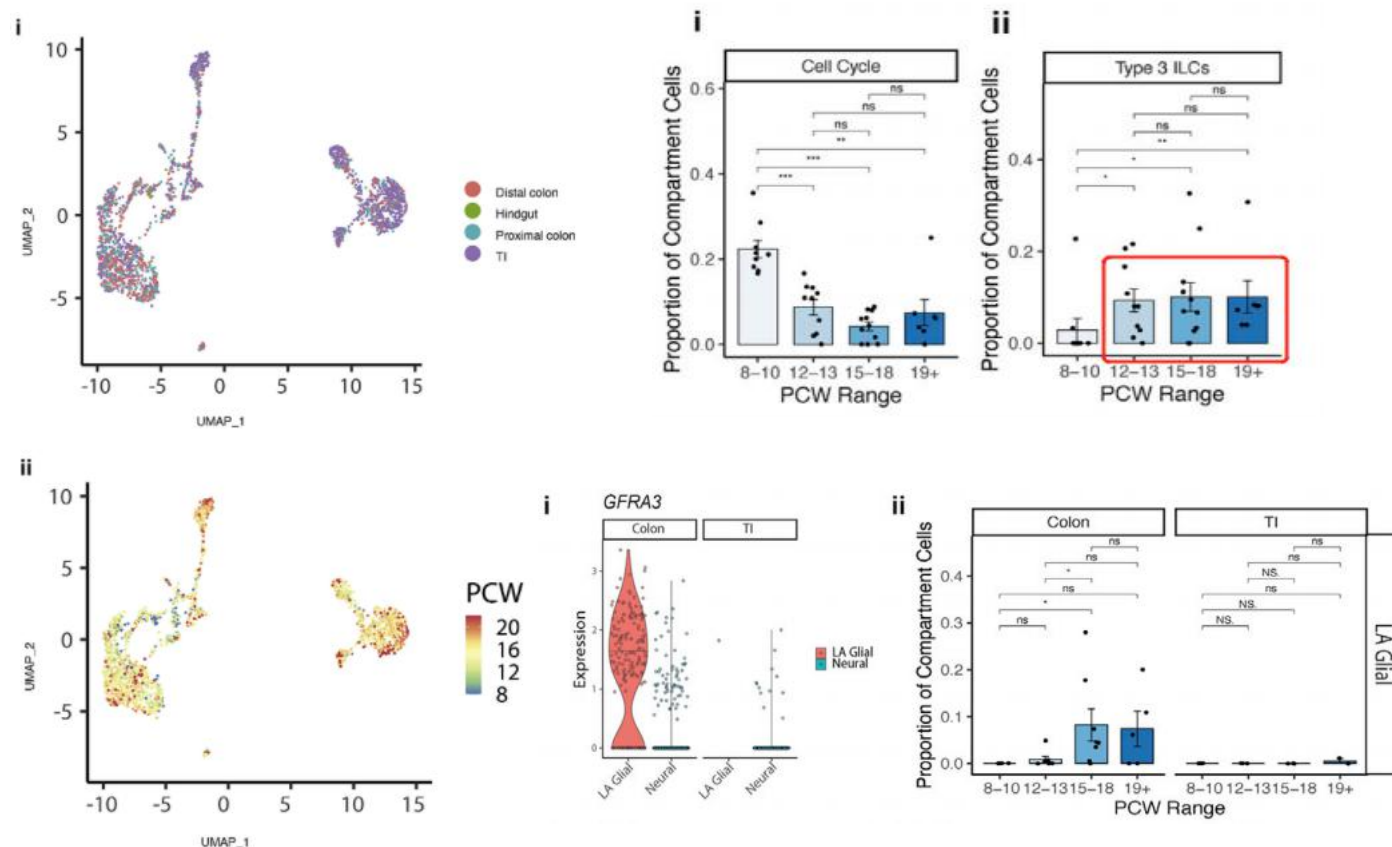 i
10
5
0
-5
UMAP_2
-10 -5 0 5 10 15
UMAP_1
Distal colon
Hindgut
Proximal colon
TI
i
Cell Cycle
Proportion of Compartment Cells
0.6
0.4
0.2
0.0
ns
ns
ns
**
***
***
8–10 12–13 15–18 19+
PCW Range
ii
Type 3 ILCs
Proportion of Compartment Cells
0.4
0.2
0.0
ns
ns
ns
**
*
*
8–10 12–13 15–18 19+
PCW Range
ii
10
5
0
-5
UMAP_2
-10 -5 0 5 10 15
UMAP_1
PCW
20
16
12
8
i
GFRA3
Colon TI
Expression
3
2
1
0
LA Glial Neural LA Glial Neural
LA Glial
Neural
ii
Colon TI
Proportion of Compartment Cells
0.4
0.3
0.2
0.1
0.0
ns
ns
*
ns
*
ns
ns
ns
NS.
ns
NS.
NS.
8–10 12–13 15–18 19+ 8–10 12–13 15–18 19+
PCW Range
LA Glial